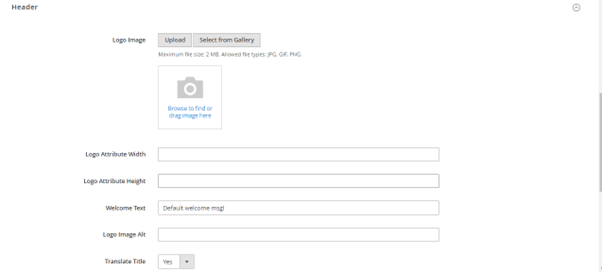 Header
Logo Image
Upload
Select from Gallery
Maximum file size: 2 MB. Allowed file types: JPG, GIF, PNG.
Browse to find or
drag image here
Logo Attribute Width
Logo Attribute Height
Welcome Text
Default welcome msg!
Logo Image Alt
Translate Title
Yes